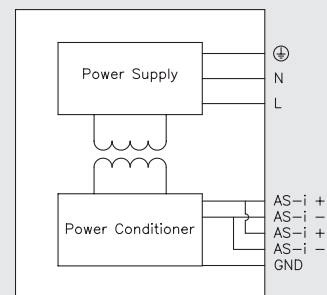 Power Supply
N
L
Power Conditioner
AS-i +
AS-i -
AS-i +
AS-i -
GND